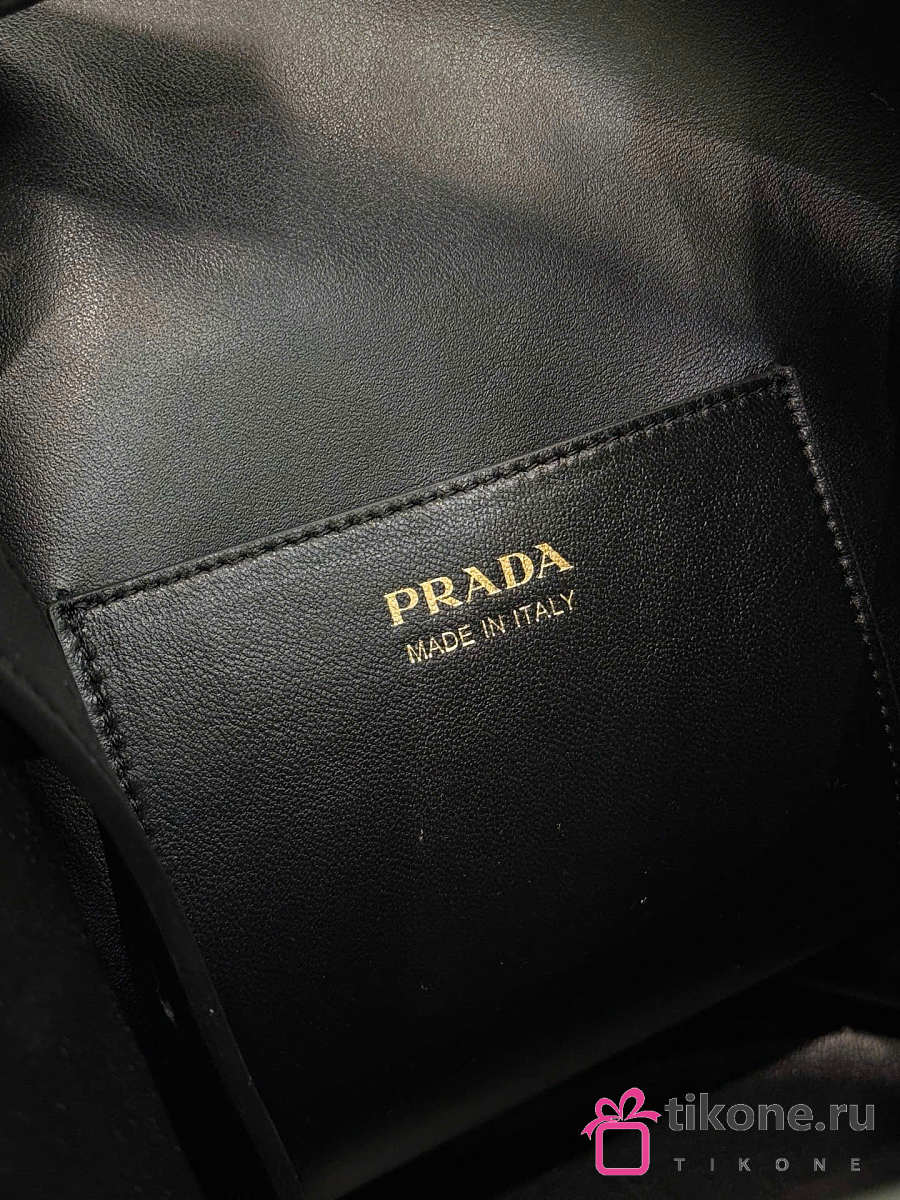 PRADA
MADE IN ITALY
tikone.ru
TIKONE